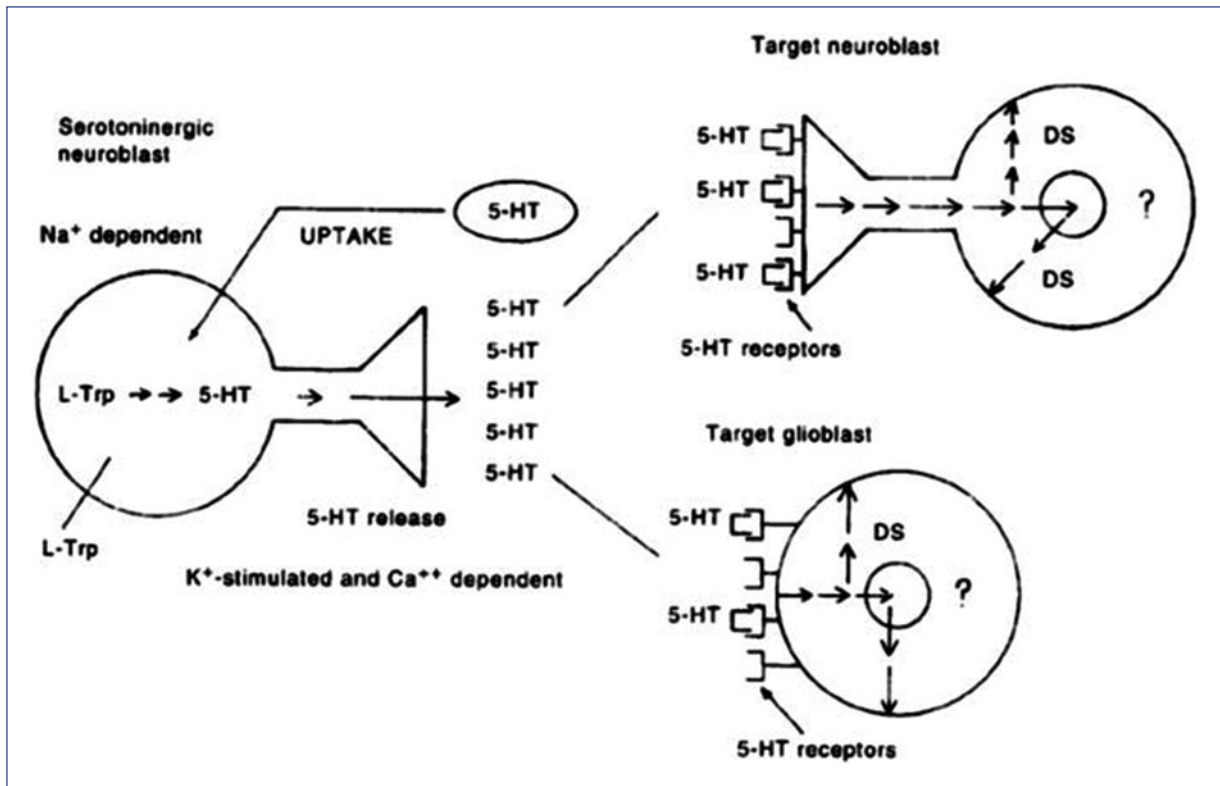 Target neuroblast
Serotoninergic
neuroblast
5-HT
DS
5-HT
?
5-HT
Na⁺ dependent
UPTAKE
5-HT
DS
5-HT
5-HT receptors
5-HT
L-Trp
5-HT
5-HT
5-HT
Target glioblast
5-HT
5-HT release
5-HT
DS
L-Trp
K⁺-stimulated and Ca⁺⁺ dependent
?
5-HT
5-HT receptors